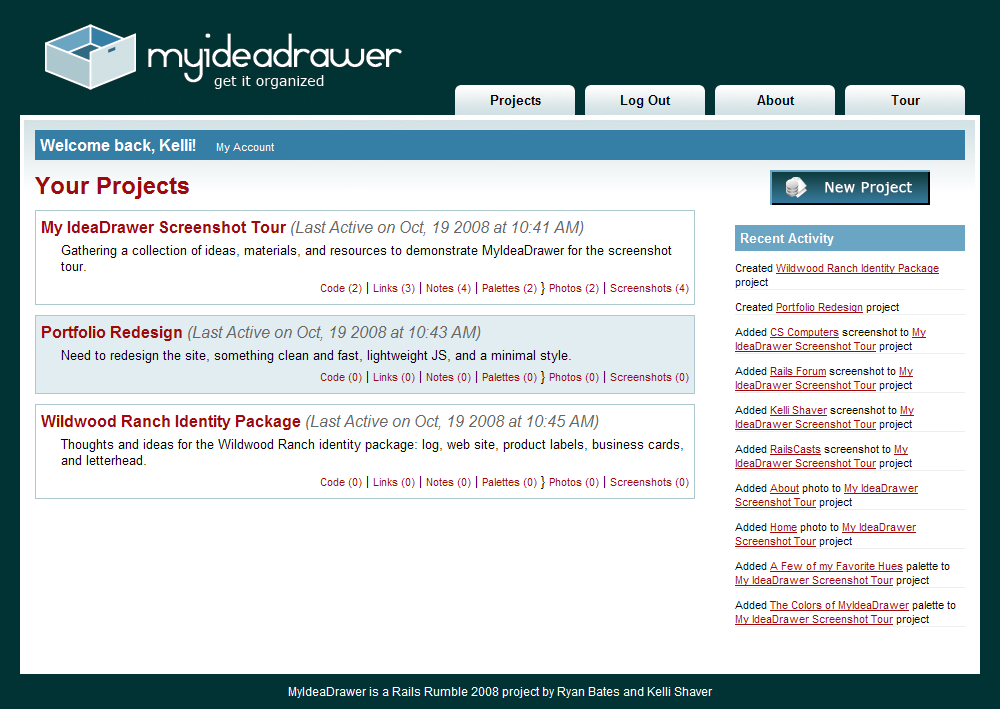 myideadrawer
get it organized
Projects
Log Out
About
Tour
Welcome back, Kelli! My Account
Your Projects
New Project
My IdeaDrawer Screenshot Tour (Last Active on Oct, 19 2008 at 10:41 AM)
Gathering a collection of ideas, materials, and resources to demonstrate MyIdeaDrawer for the screenshot
tour.
Code (2) | Links (3) | Notes (4) | Palettes (2) } Photos (2) | Screenshots (4)
Portfolio Redesign (Last Active on Oct, 19 2008 at 10:43 AM)
Need to redesign the site, something clean and fast, lightweight JS, and a minimal style.
Code (0) | Links (0) | Notes (0) | Palettes (0) } Photos (0) | Screenshots (0)
Wildwood Ranch Identity Package (Last Active on Oct, 19 2008 at 10:45 AM)
Thoughts and ideas for the Wildwood Ranch identity package: log, web site, product labels, business cards,
and letterhead.
Code (0) | Links (0) | Notes (0) | Palettes (0) } Photos (0) | Screenshots (0)
Recent Activity
Created Wildwood Ranch Identity Package
project
Created Portfolio Redesign project
Added CS Computers screenshot to My
IdeaDrawer Screenshot Tour project
Added Rails Forum screenshot to My
IdeaDrawer Screenshot Tour project
Added Kelli Shaver screenshot to My
IdeaDrawer Screenshot Tour project
Added RailsCasts screenshot to My
IdeaDrawer Screenshot Tour project
Added About photo to My IdeaDrawer
Screenshot Tour project
Added Home photo to My IdeaDrawer
Screenshot Tour project
Added A Few of my Favorite Hues palette to
My IdeaDrawer Screenshot Tour project
Added The Colors of MyIdeaDrawer palette to
My IdeaDrawer Screenshot Tour project
MyIdeaDrawer is a Rails Rumble 2008 project by Ryan Bates and Kelli Shaver